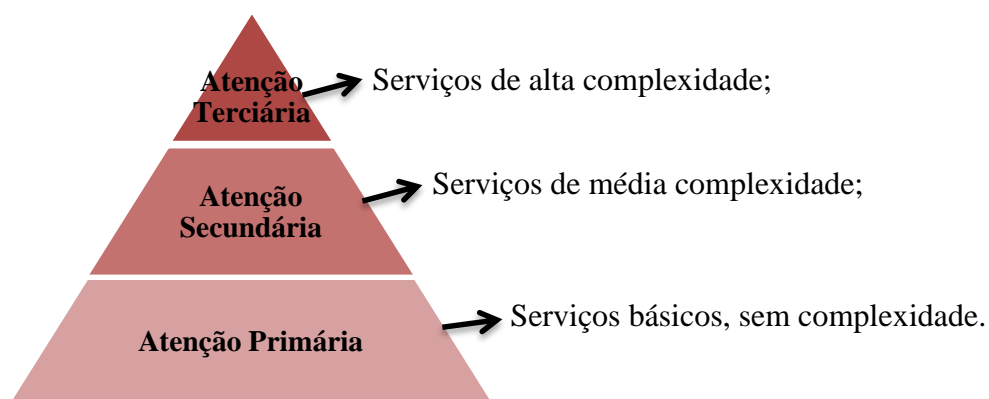 Atenção
Terciária
Serviços de alta complexidade;
Atenção
Secundária
Serviços de média complexidade;
Atenção Primária
Serviços básicos, sem complexidade.